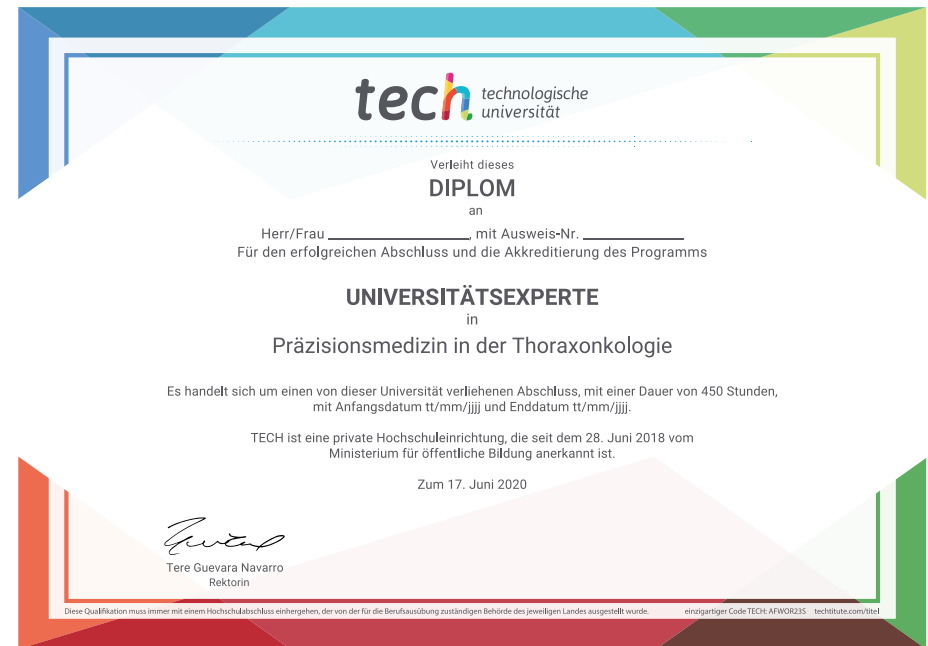 tech technologische
universität
Verleiht dieses
DIPLOM
an
Herr/Frau ____________________, mit Ausweis-Nr. ______________
Für den erfolgreichen Abschluss und die Akkreditierung des Programms
UNIVERSITÄTSEXPERTE
in
Präzisionsmedizin in der Thoraxonkologie
Es handelt sich um einen von dieser Universität verliehenen Abschluss, mit einer Dauer von 450 Stunden,
mit Anfangsdatum tt/mm/jjjj und Enddatum tt/mm/jjjj.
TECH ist eine private Hochschuleinrichtung, die seit dem 28. Juni 2018 vom
Ministerium für öffentliche Bildung anerkannt ist.
Zum 17. Juni 2020
Tere Guevara Navarro
Rektorin
Diese Qualifikation muss immer mit einem Hochschulabschluss einhergehen, der von der für die Berufsausübung zuständigen Behörde des jeweiligen Landes ausgestellt wurde. einzigartiger Code TECH: AFWOR23S techtitute.com/titel